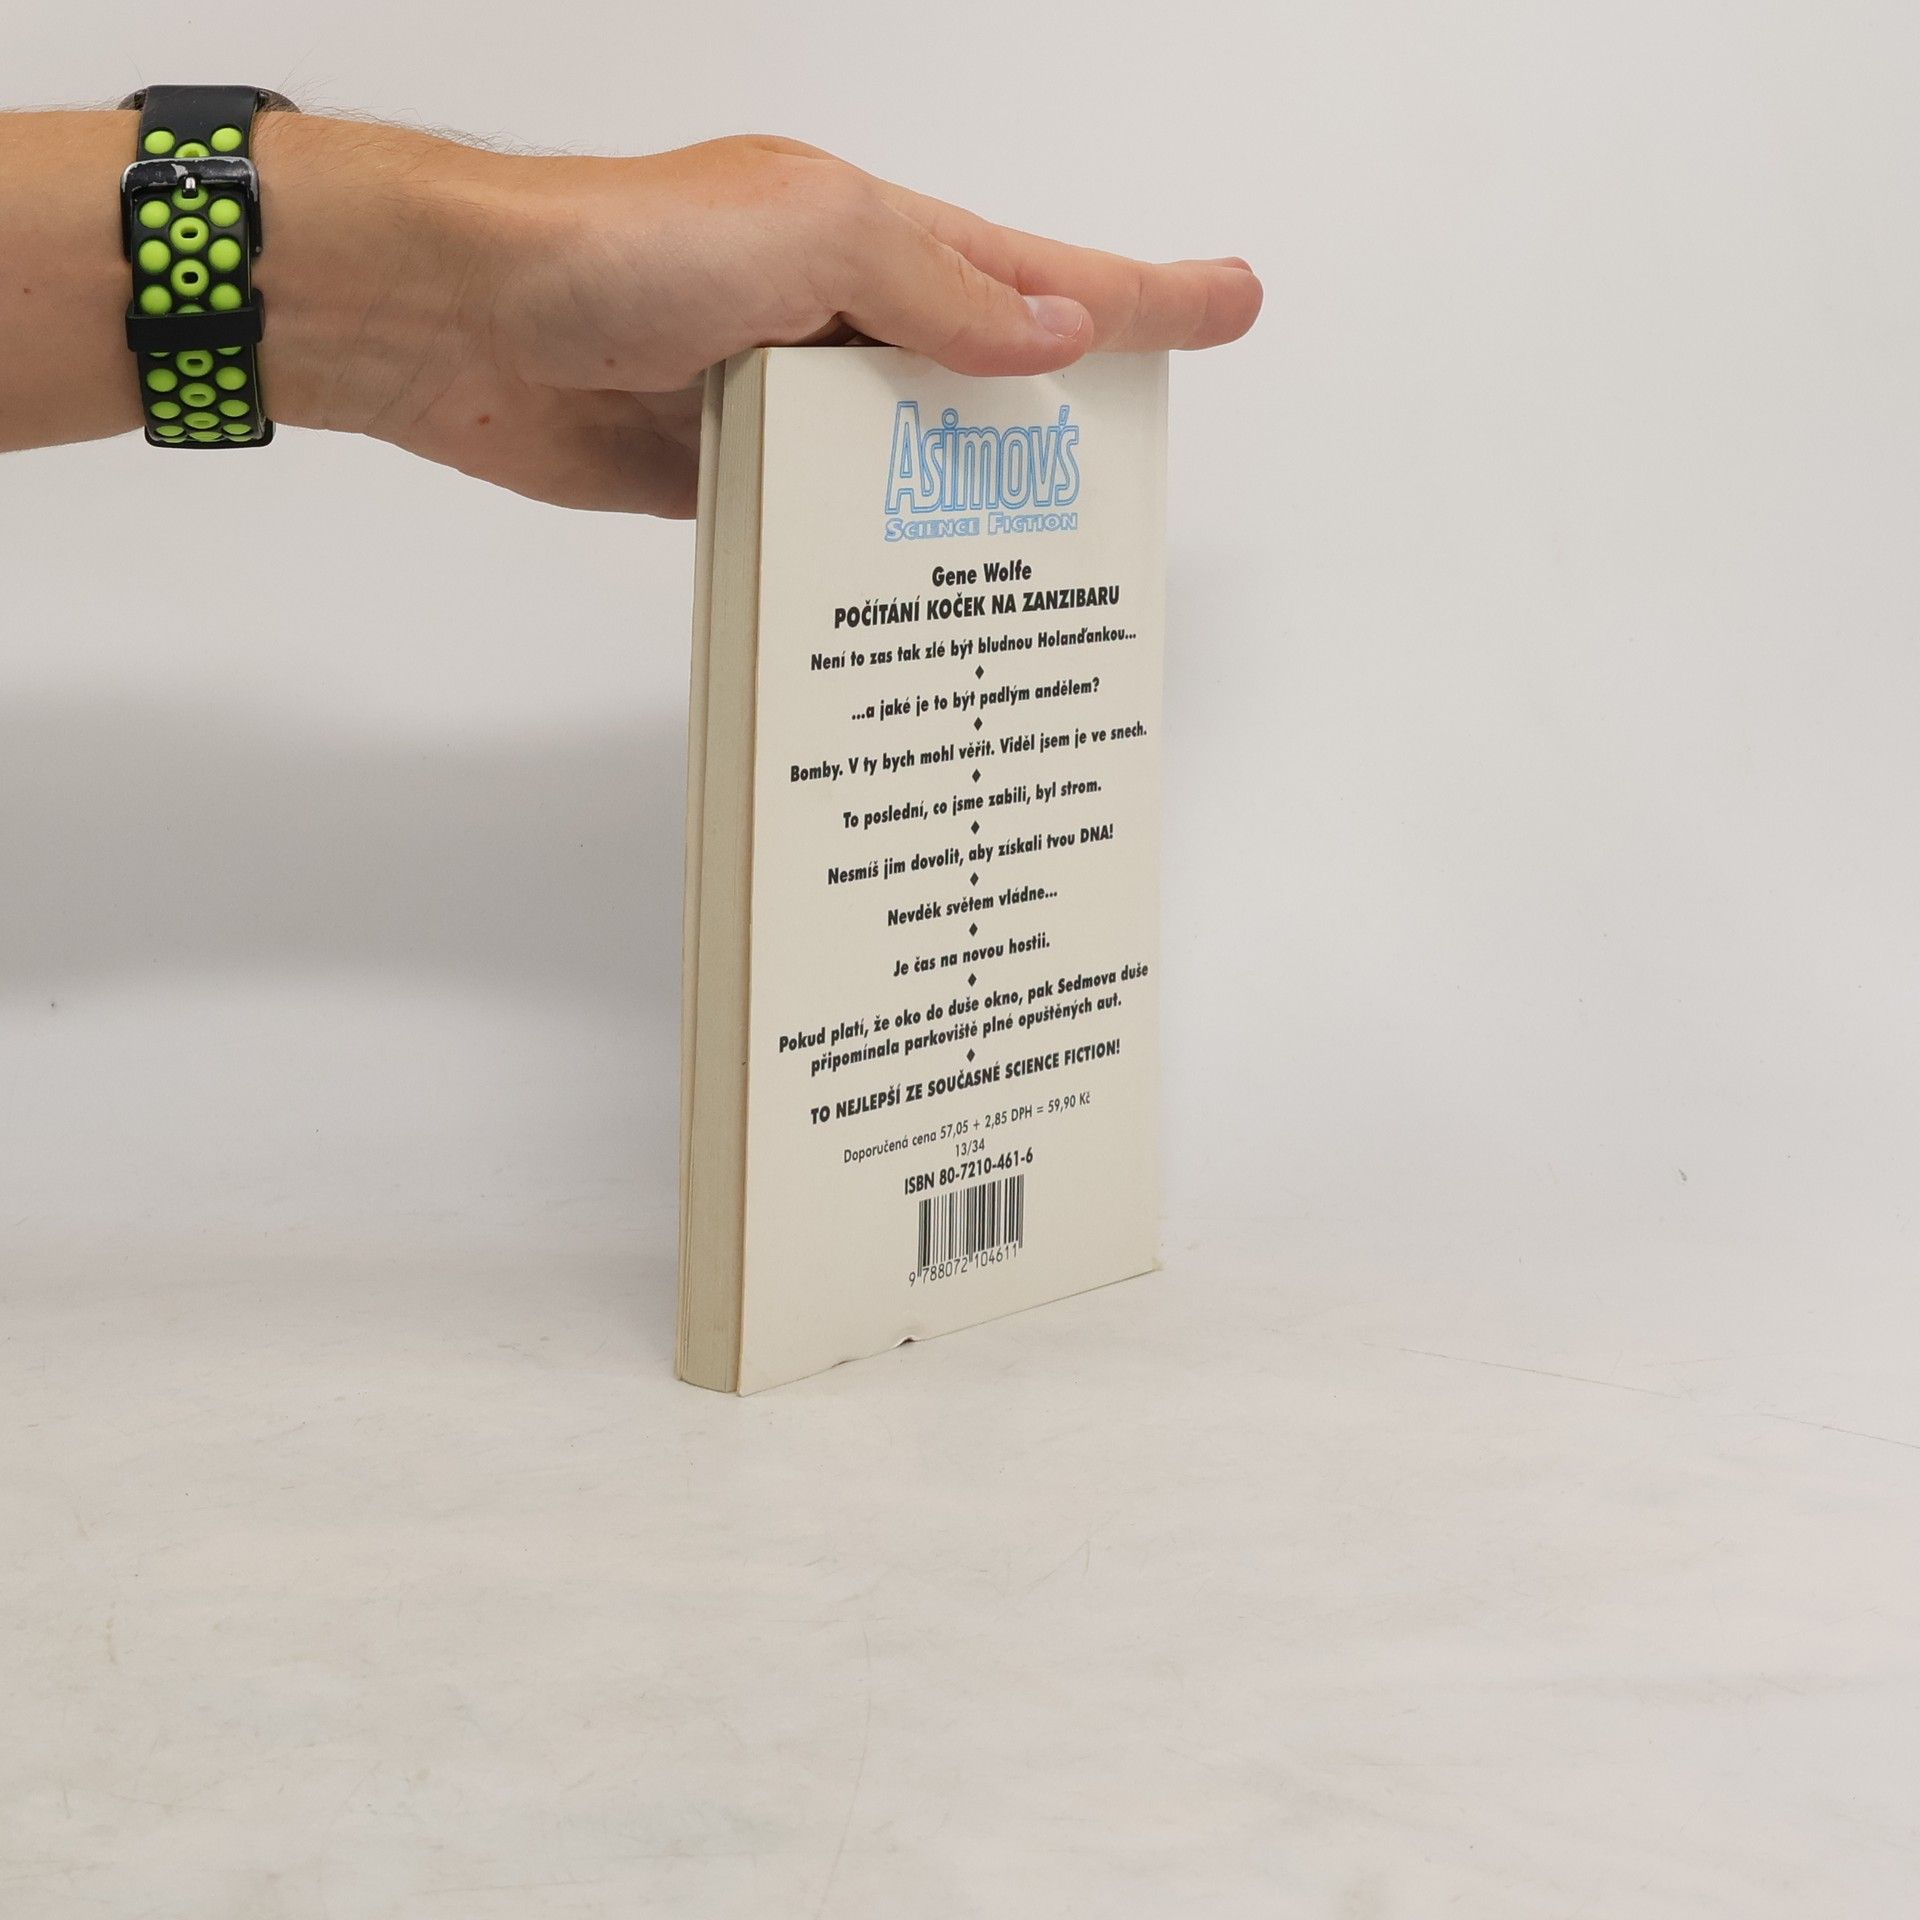 Asimov's
Science Fiction
Gene Wolfe
POČÍTÁNÍ KOČEK NA ZANZIBARU
Není to zas tak zlé být bludnou Holanďankou...
♦
...a jaké je to být padlým andělem?
♦
Bomby. V ty bych mohl věřit. Viděl jsem je ve snech.
♦
To poslední, co jsme zabili, byl strom.
♦
Nesmíš jim dovolit, aby získali tvou DNA!
♦
Nevděk světem vládne...
♦
Je čas na novou hostii.
♦
Pokud platí, že oko do duše okno, pak Sedmova duše
připomínala parkoviště plné opuštěných aut.
♦
TO NEJLEPŠÍ ZE SOUČASNÉ SCIENCE FICTION!
Doporučená cena 57,05 + 2,85 DPH = 59,90 Kč
13/34
ISBN 80-7210-461-6
9 788072 104611